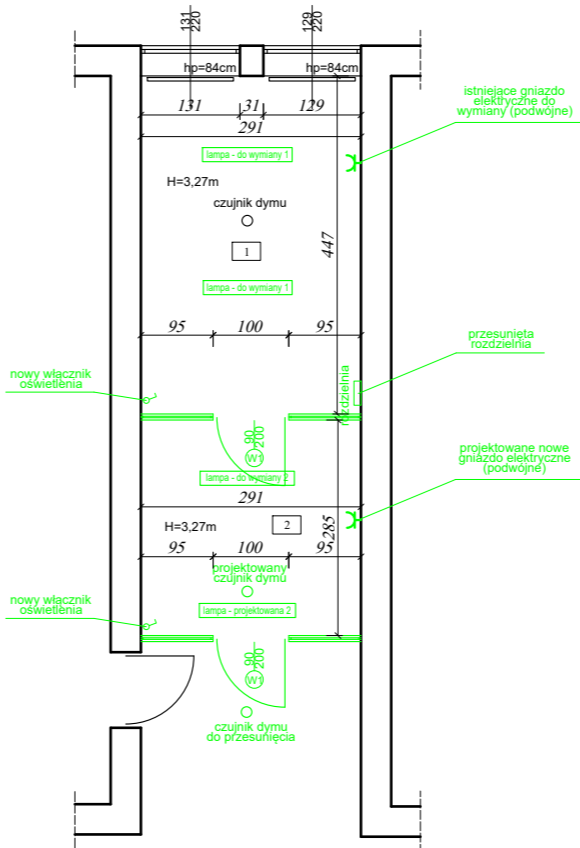 131
220
129
220
hp=84cm
hp=84cm
131
31
129
291
istniejące gniazdo
elektryczne do
wymiany (podwójne)
lampa - do wymiany 1
H=3,27m
czujnik dymu
1
447
lampa - do wymiany 1
95
100
95
przesunięta
rozdzielnia
nowy włacznik
oświetlenia
rozdzielnia
90
200
W1
projektowane nowe
gniazdo elektryczne
(podwójne)
lampa - do wymiany 2
291
H=3,27m
2
285
95
100
95
projektowany
czujnik dymu
nowy włacznik
oświetlenia
lampa - projektowana 2
90
200
W1
czujnik dymu
do przesunięcia